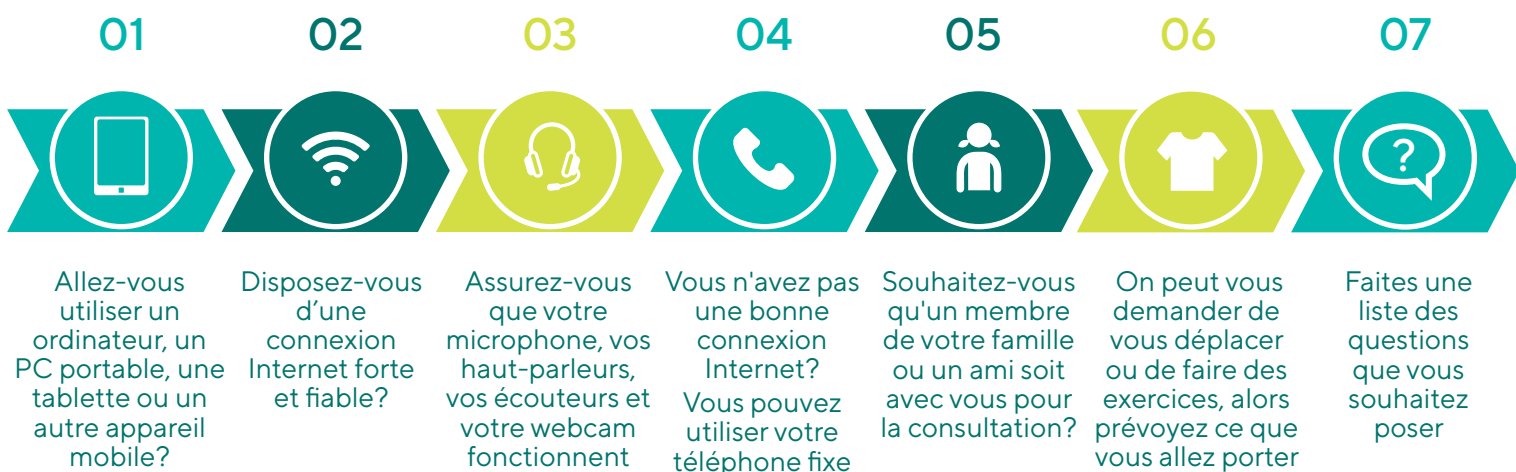 01
02
03
04
05
06
07
?
Allez-vous
utiliser un
ordinateur, un
PC portable, une
tablette ou un
autre appareil
mobile?
Disposez-vous
d’une
connexion
Internet forte
et fiable?
Assurez-vous
que votre
microphone, vos
haut-parleurs,
vos écouteurs et
votre webcam
fonctionnent
Vous n'avez pas
une bonne
connexion
Internet?
Vous pouvez
utiliser votre
téléphone fixe
Souhaitez-vous
qu'un membre
de votre famille
ou un ami soit
avec vous pour
la consultation?
On peut vous
demander de
vous déplacer
ou de faire des
exercices, alors
prévoyez ce que
vous allez porter
Faites une
liste des
questions
que vous
souhaitez
poser